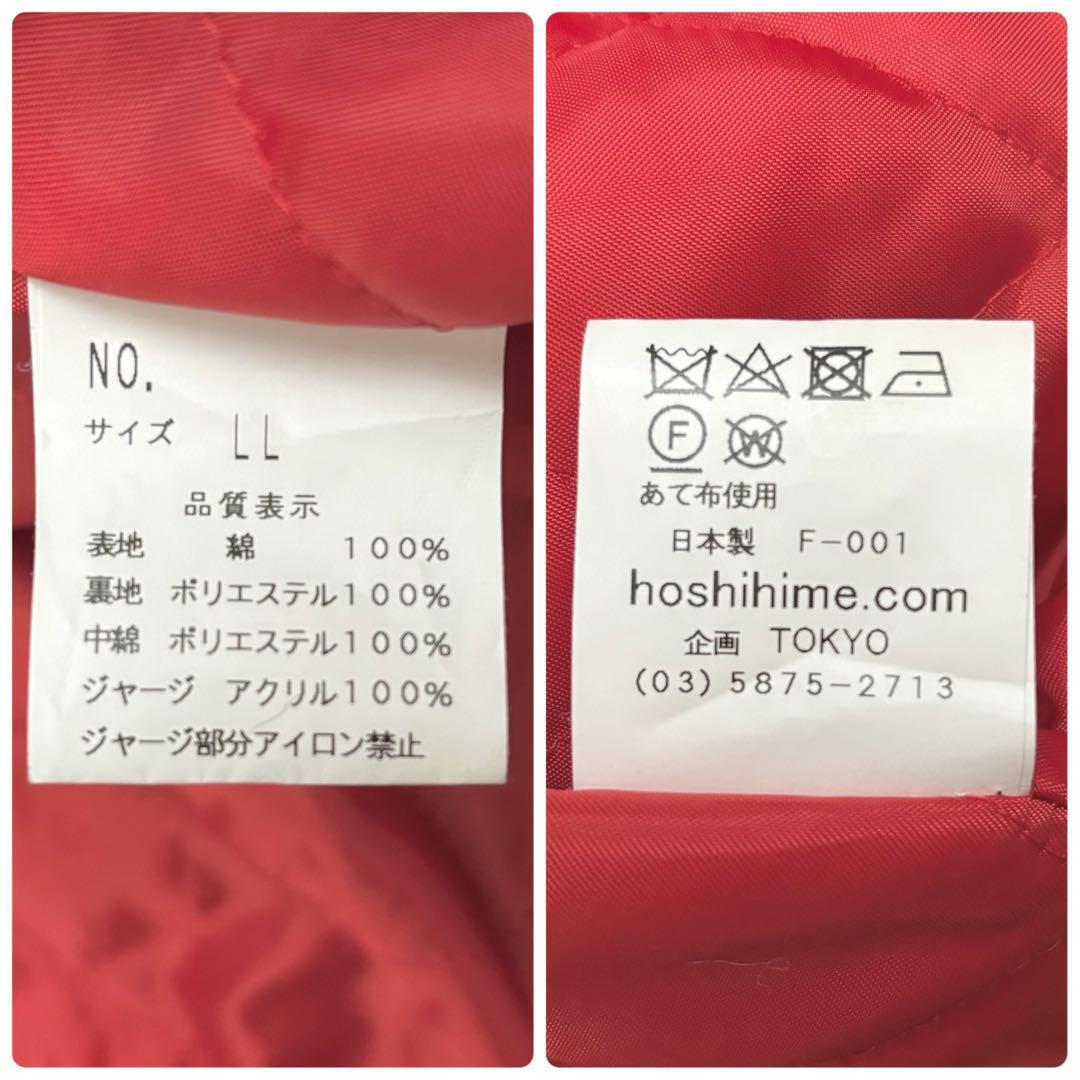 NO.
サイズ LL
品質表示
表地 綿 100%
裏地 ポリエステル100%
中綿 ポリエステル100%
ジャージ アクリル100%
ジャージ部分アイロン禁止
F W
あて布使用
日本製 F-001
hoshihime.com
企画 TOKYO
(03)5875-2713